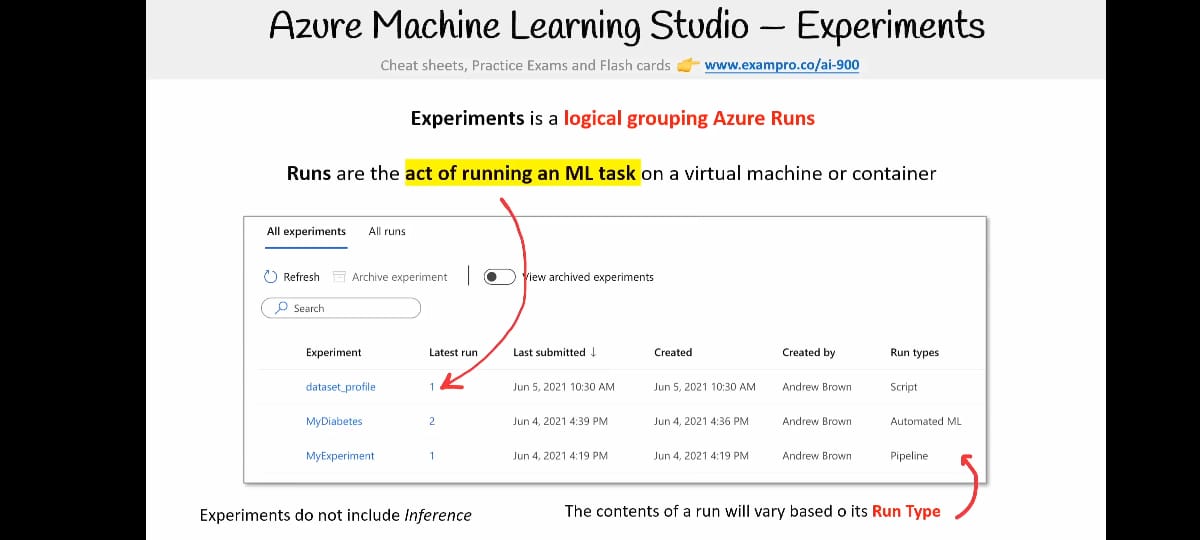 Azure Machine Learning Studio – Experiments
Cheat sheets, Practice Exams and Flash cards 👉 www.exampro.co/ai-900
Experiments is a logical grouping Azure Runs
Runs are the act of running an ML task on a virtual machine or container
All experiments All runs
Refresh Archive experiment View archived experiments
Search
Experiment Latest run Last submitted ↓ Created Created by Run types
dataset_profile 1 Jun 5, 2021 10:30 AM Jun 5, 2021 10:30 AM Andrew Brown Script
MyDiabetes 2 Jun 4, 2021 4:39 PM Jun 4, 2021 4:36 PM Andrew Brown Automated ML
MyExperiment 1 Jun 4, 2021 4:19 PM Jun 4, 2021 4:19 PM Andrew Brown Pipeline
Experiments do not include Inference
The contents of a run will vary based o its Run Type